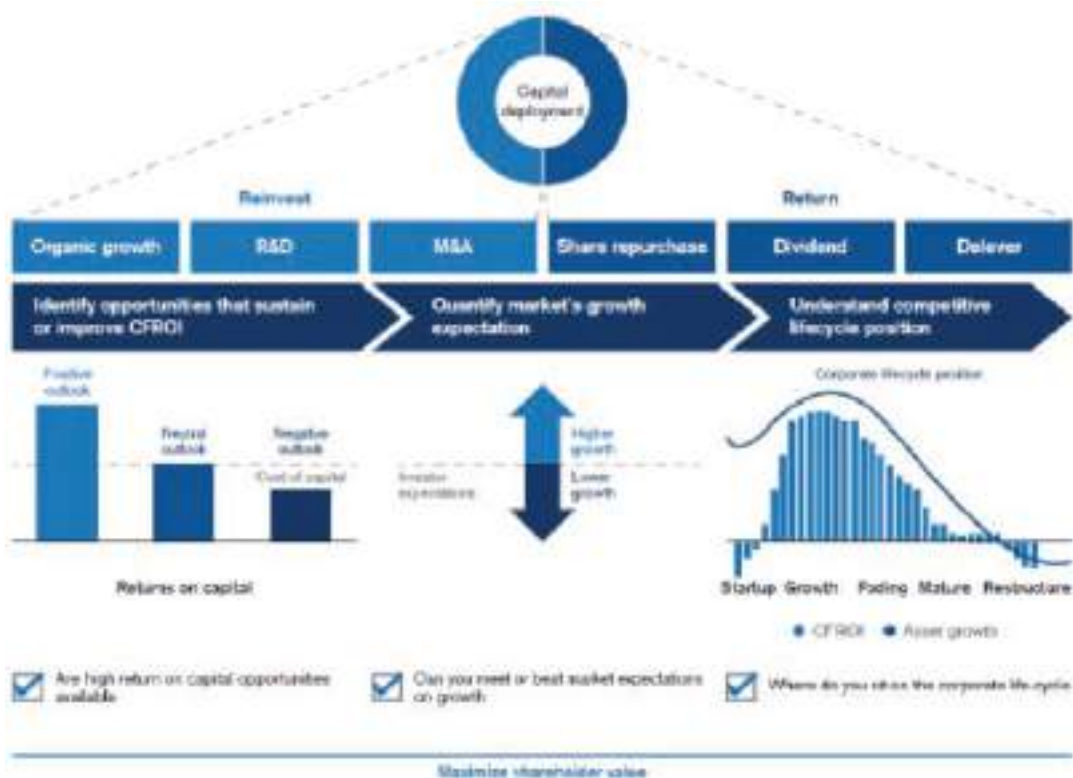 Capital
deployment
Reinvest
Return
Organic growth
R&D
M&A
Share repurchase
Dividend
Delever
Identify opportunities that sustain
or improve CFROI
Quantify market's growth
expectation
Understand competitive
lifecycle position
Positive
outlook
Neutral
outlook
Negative
outlook
Cost of capital
Returns on capital
Investor
expectations
Higher
growth
Lower
growth
Corporate lifecycle position
Startup Growth Fading Mature Restructure
CFROI Asset growth
Are high return on capital opportunities
available
Can you meet or beat market expectations
on growth
Where do you sit on the corporate life-cycle
Maximize shareholder value